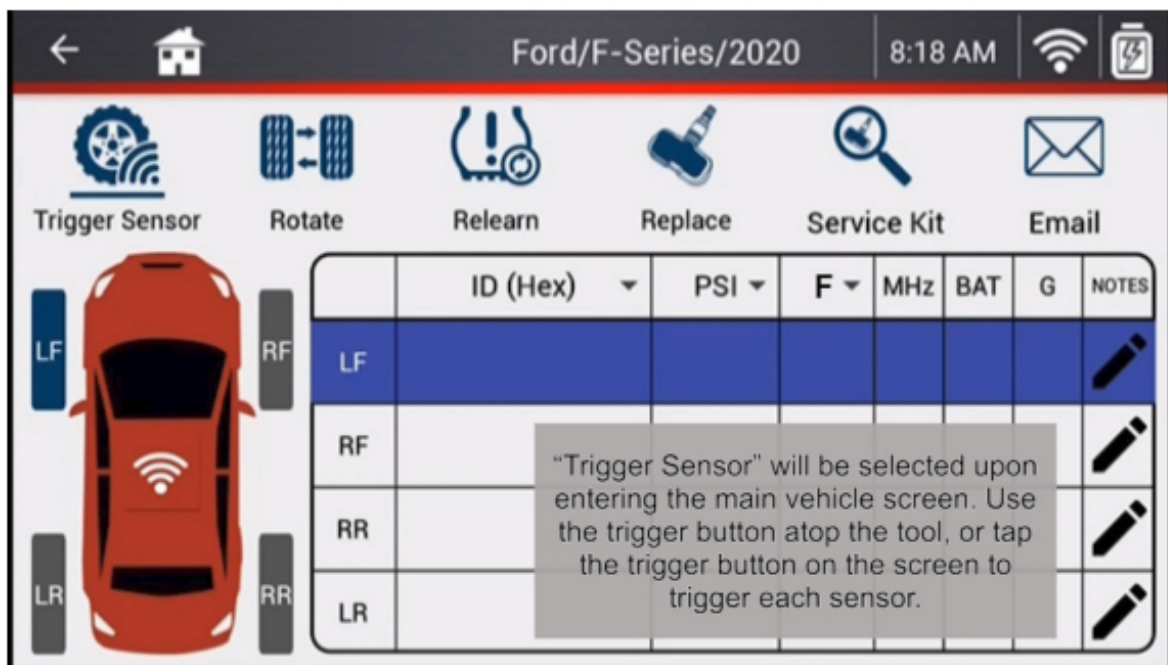 Ford/F-Series/2020 8:18 AM
Trigger Sensor Rotate Relearn Replace Service Kit Email
ID (Hex) PSI F MHz BAT G NOTES
LF RF LF
RF
RR
LR RR LR
“Trigger Sensor” will be selected upon
entering the main vehicle screen. Use
the trigger button atop the tool, or tap
the trigger button on the screen to
trigger each sensor.